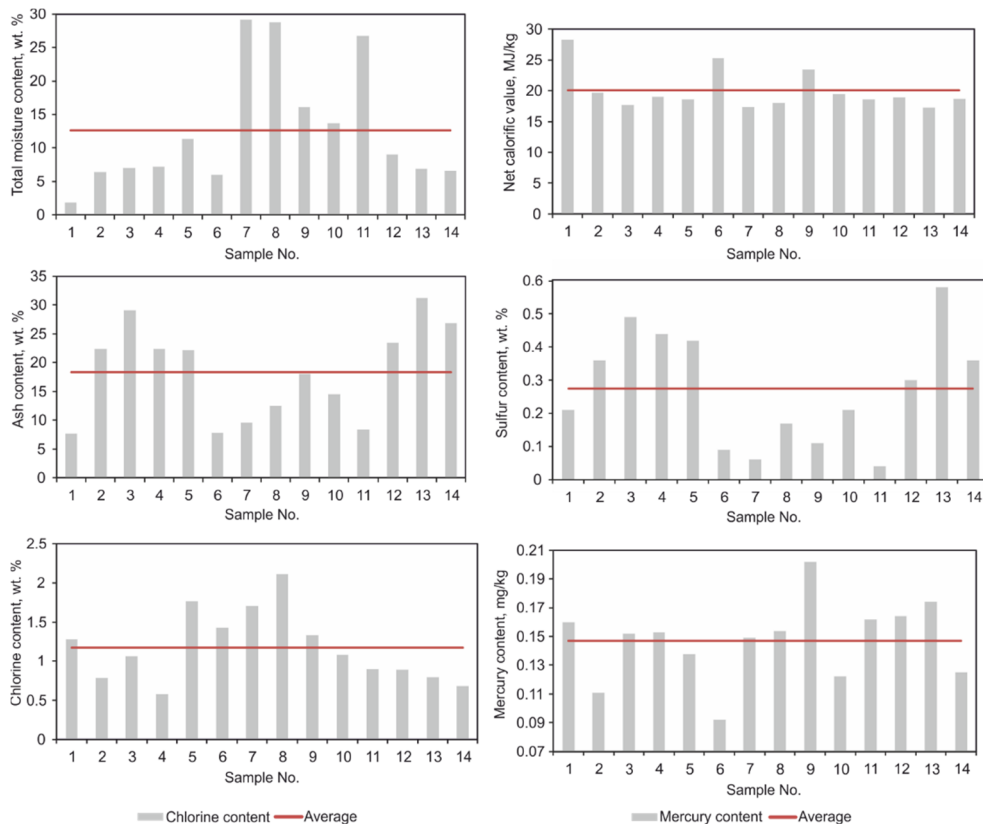 Total moisture content, wt. %
30
25
20
15
10
5
0
1 2 3 4 5 6 7 8 9 10 11 12 13 14
Sample No.
Net calorific value, MJ/kg
30
25
20
15
10
5
0
1 2 3 4 5 6 7 8 9 10 11 12 13 14
Sample No.
Ash content, wt. %
35
30
25
20
15
10
5
0
1 2 3 4 5 6 7 8 9 10 11 12 13 14
Sample No.
Sulfur content, wt. %
0.6
0.5
0.4
0.3
0.2
0.1
0
1 2 3 4 5 6 7 8 9 10 11 12 13 14
Sample No.
Chlorine content, wt. %
2.5
2
1.5
1
0.5
0
1 2 3 4 5 6 7 8 9 10 11 12 13 14
Sample No.
Chlorine content Average
Mercury content, mg/kg
0.21
0.19
0.17
0.15
0.13
0.11
0.09
0.07
1 2 3 4 5 6 7 8 9 10 11 12 13 14
Sample No.
Mercury content Average